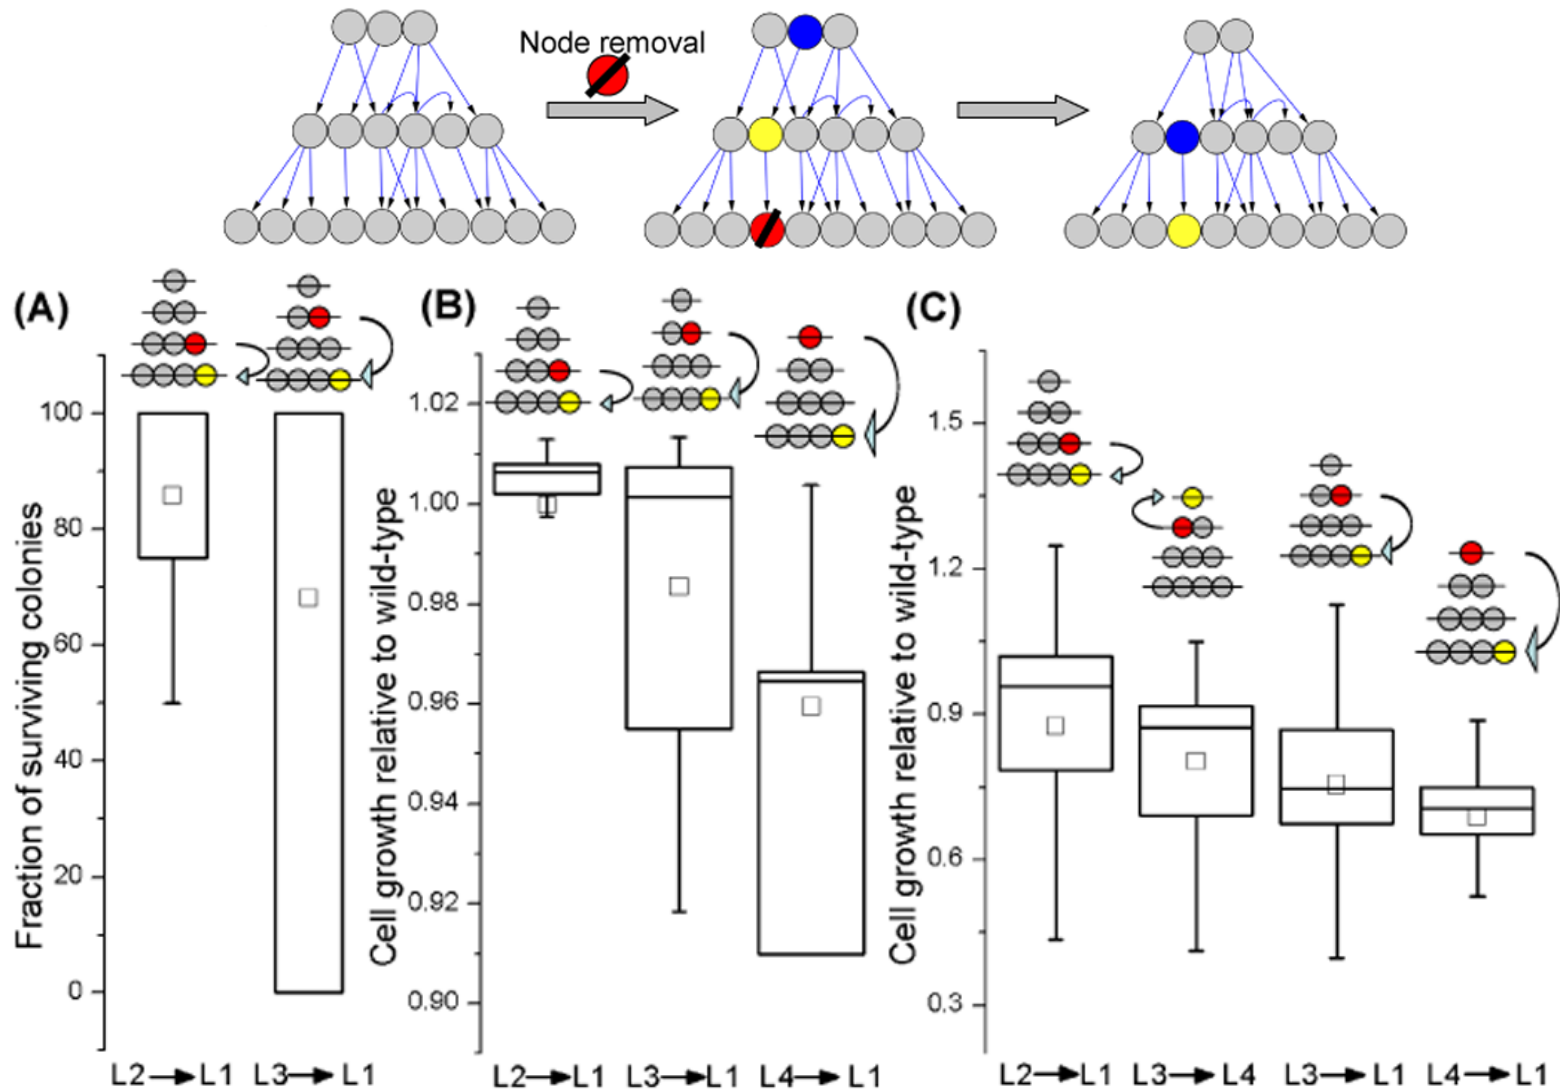 Node removal
(A)
Fraction of surviving colonies
100
80
60
40
20
0
L2 → L1
L3 → L1
(B)
Cell growth relative to wild-type
1.02
1.00
0.98
0.96
0.94
0.92
0.90
L2 → L1
L3 → L1
L4 → L1
(C)
Cell growth relative to wild-type
1.5
1.2
0.9
0.6
0.3
L2 → L1
L3 → L4
L3 → L1
L4 → L1